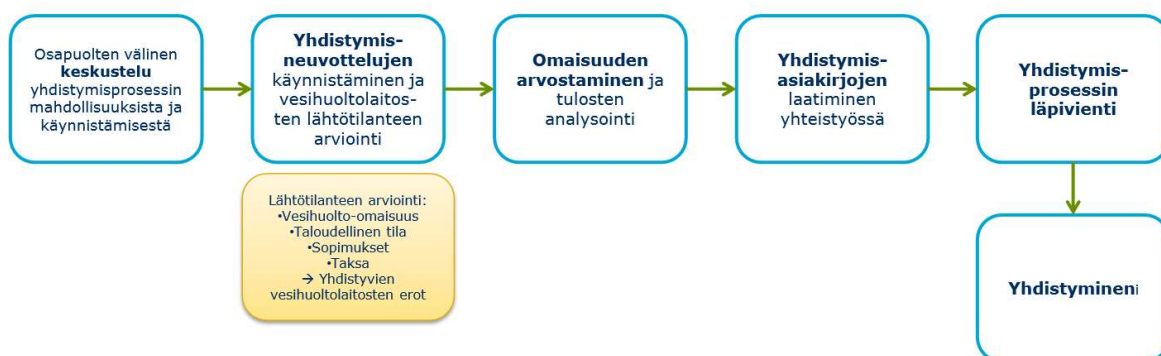 Osapuolten välinen
keskustelu
yhdistymisprosessin
mahdollisuuksista ja
käynnistämisestä
Yhdistymis-
neuvottelujen
käynnistäminen ja
vesihuoltolaitos-
ten lähtötilanteen
arviointi
Omaisuuden
arvostaminen ja
tulosten
analysointi
Yhdistymis-
asiakirjojen
laatiminen
yhteistyössä
Yhdistymis-
prosessin
läpivienti
Lähtötilanteen arviointi:
•Vesihuolto-omaisuus
•Taloudellinen tila
•Sopimukset
•Taksa
→ Yhdistyvien
vesihuoltolaitosten erot
Yhdistymineni